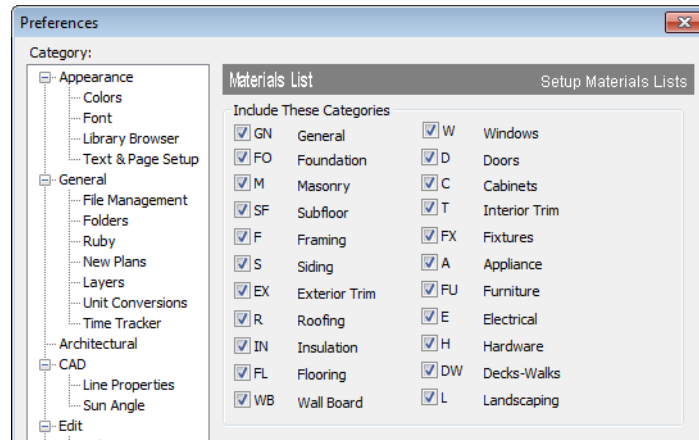 Preferences
Category:
Appearance
Colors
Font
Library Browser
Text & Page Setup
General
File Management
Folders
Ruby
New Plans
Layers
Unit Conversions
Time Tracker
Architectural
CAD
Line Properties
Sun Angle
Edit
Materials List Setup Materials Lists
Include These Categories
GN General
FO Foundation
M Masonry
SF Subfloor
F Framing
S Siding
EX Exterior Trim
R Roofing
IN Insulation
FL Flooring
WB Wall Board
W Windows
D Doors
C Cabinets
T Interior Trim
FX Fixtures
A Appliance
FU Furniture
E Electrical
H Hardware
DW Decks-Walks
L Landscaping